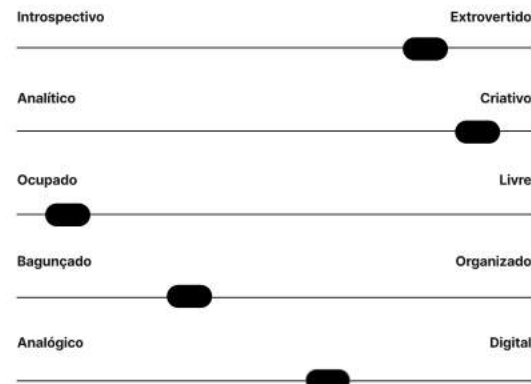 Introspectivo Extrovertido
Analítico Criativo
Ocupado Livre
Bagunçado Organizado
Analógico Digital